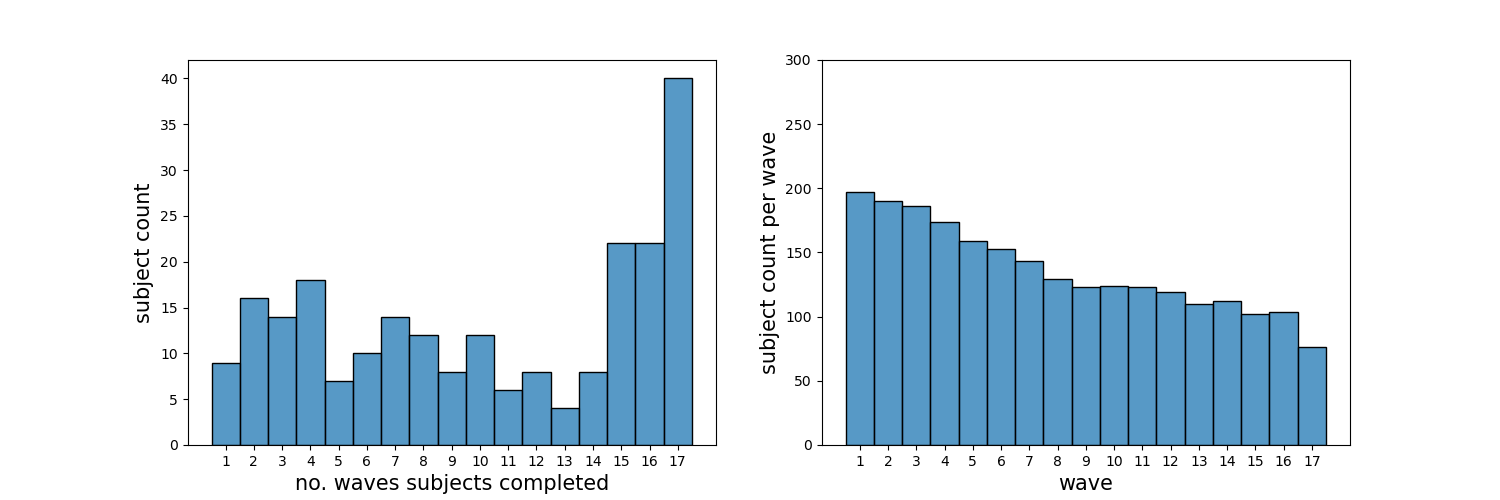 40
35
30
25
20
15
10
5
0
subject count
1 2 3 4 5 6 7 8 9 10 11 12 13 14 15 16 17
no. waves subjects completed
300
250
200
150
100
50
0
subject count per wave
1 2 3 4 5 6 7 8 9 10 11 12 13 14 15 16 17
wave